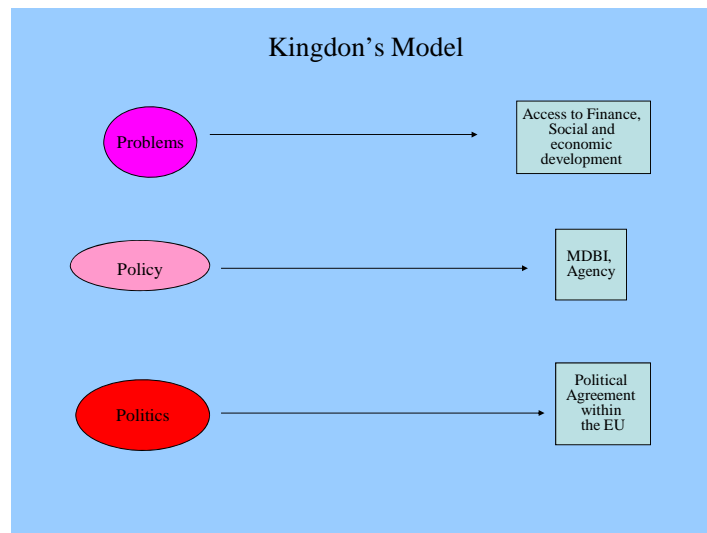 Kingdon's Model
Problems
Access to Finance,
Social and
economic
development
Policy
MDBI,
Agency
Politics
Political
Agreement
within
the EU